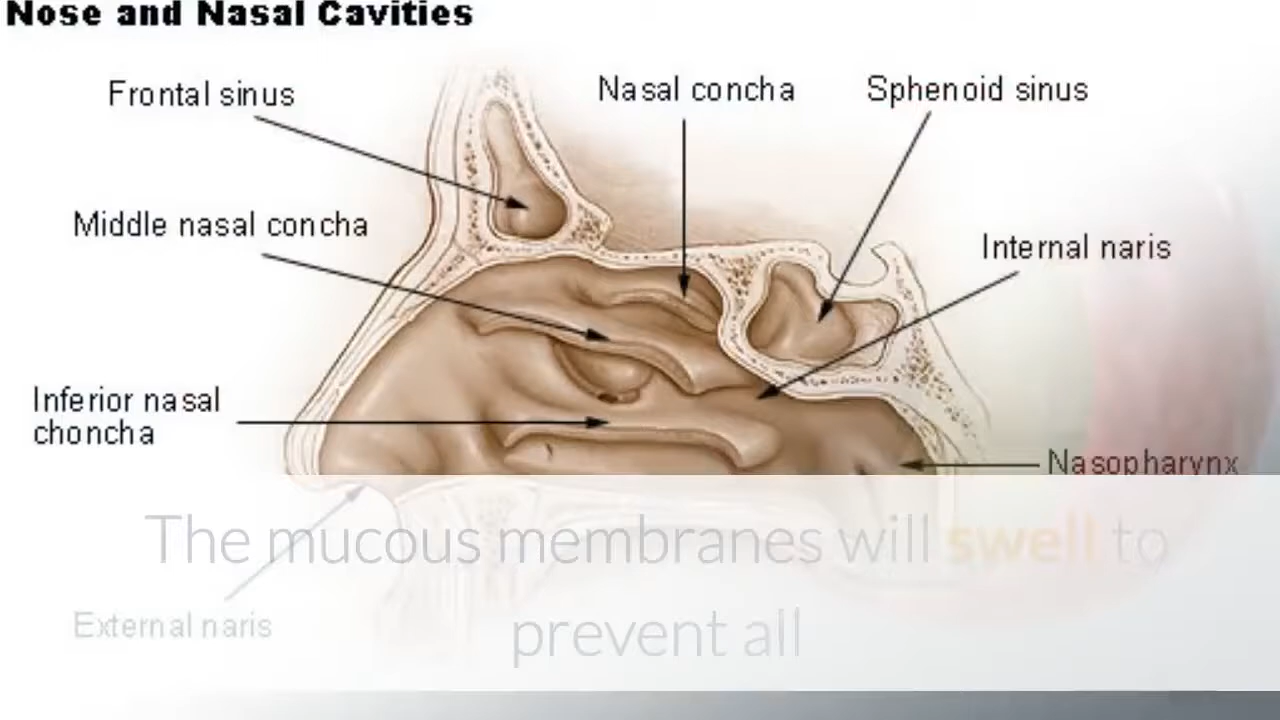 Nose and Nasal Cavities
Frontal sinus
Nasal concha
Sphenoid sinus
Middle nasal concha
Internal naris
Inferior nasal
choncha
Nasopharynx
The mucous membranes will swell to
prevent all
External naris